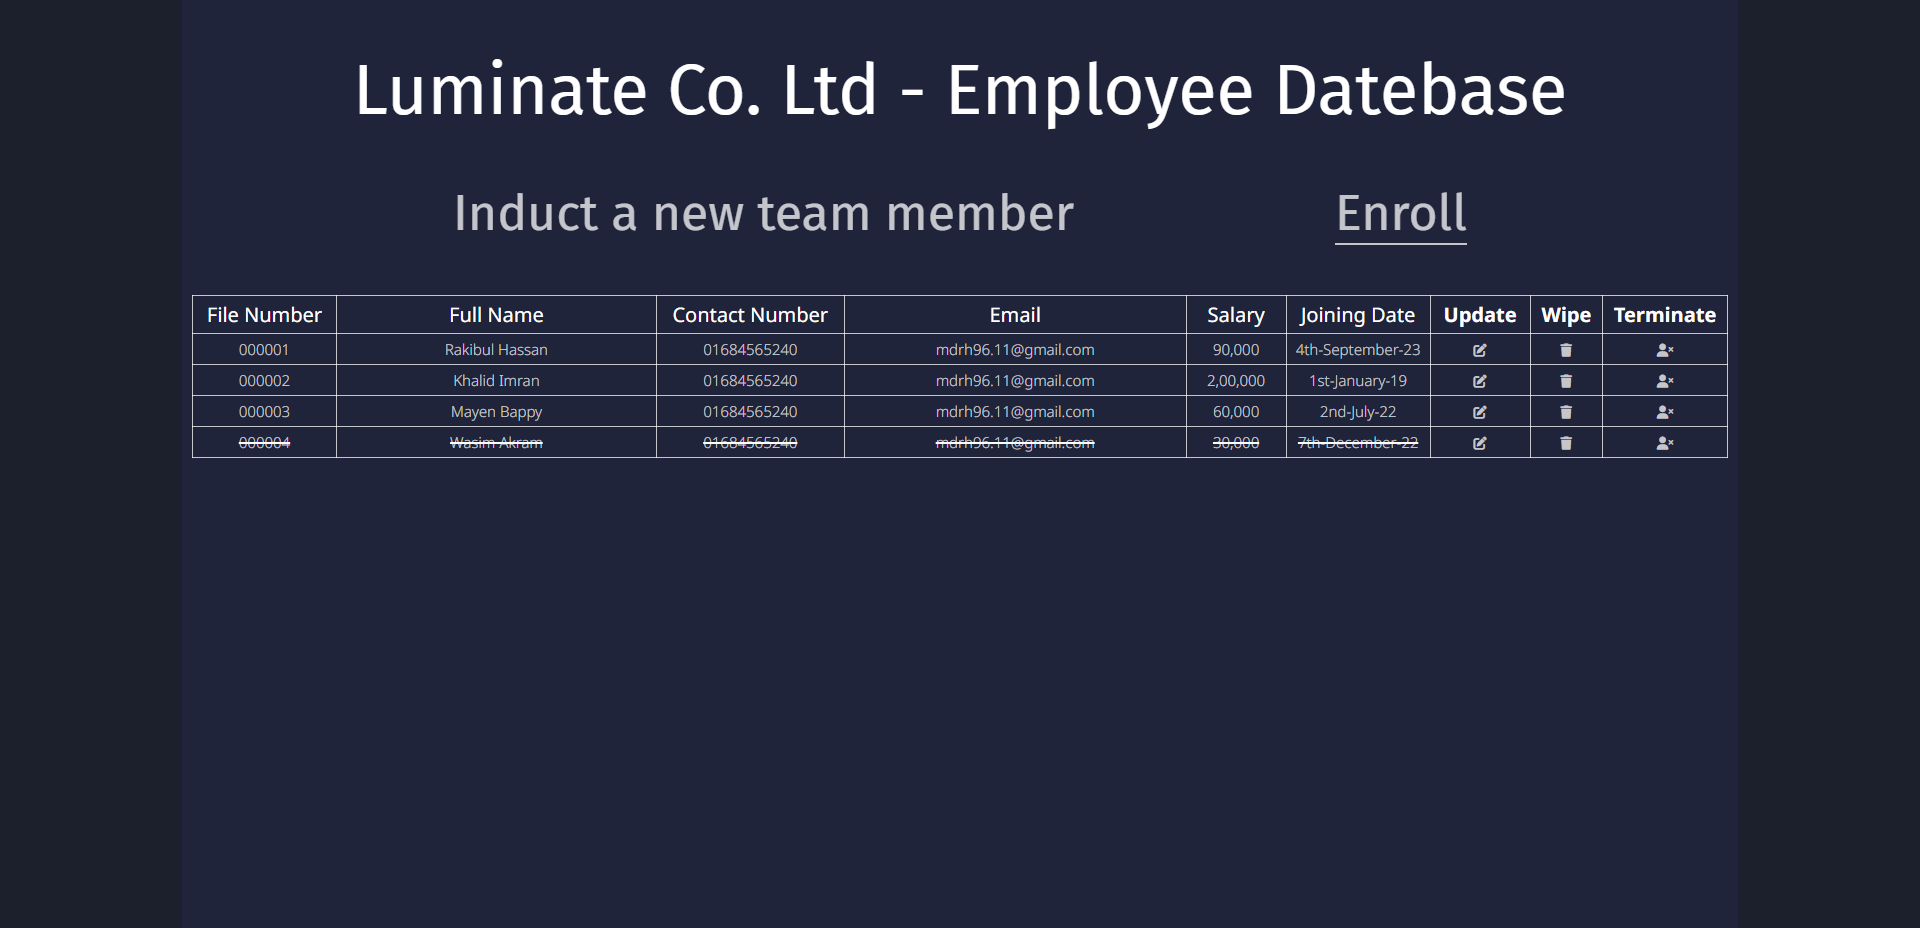 Luminate Co. Ltd - Employee Datebase
Induct a new team member Enroll
File Number Full Name Contact Number Email Salary Joining Date Update Wipe Terminate
000001 Rakibul Hassan 01684565240 mdrh96.11@gmail.com 90,000 4th-September-23
000002 Khalid Imran 01684565240 mdrh96.11@gmail.com 2,00,000 1st-January-19
000003 Mayen Bappy 01684565240 mdrh96.11@gmail.com 60,000 2nd-July-22
000004 Wasim Akram 01684565240 mdrh96.11@gmail.com 30,000 7th-December-22